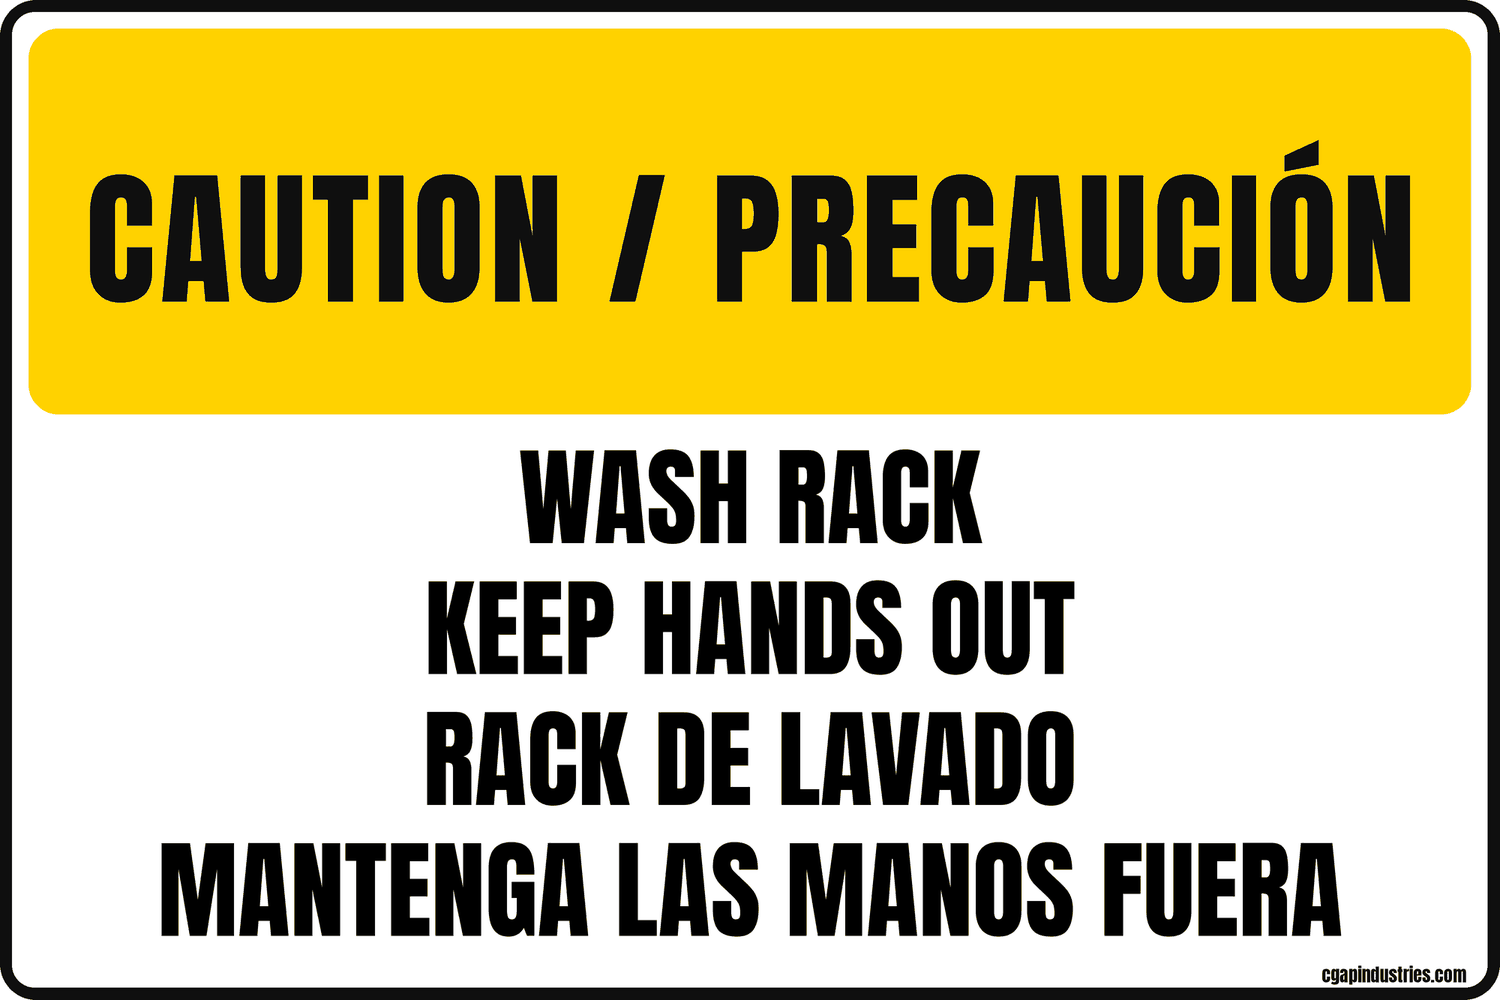 CAUTION / PRECAUCIÓN
WASH RACK
KEEP HANDS OUT
RACK DE LAVADO
MANTENGA LAS MANOS FUERA
cgapindustries.com